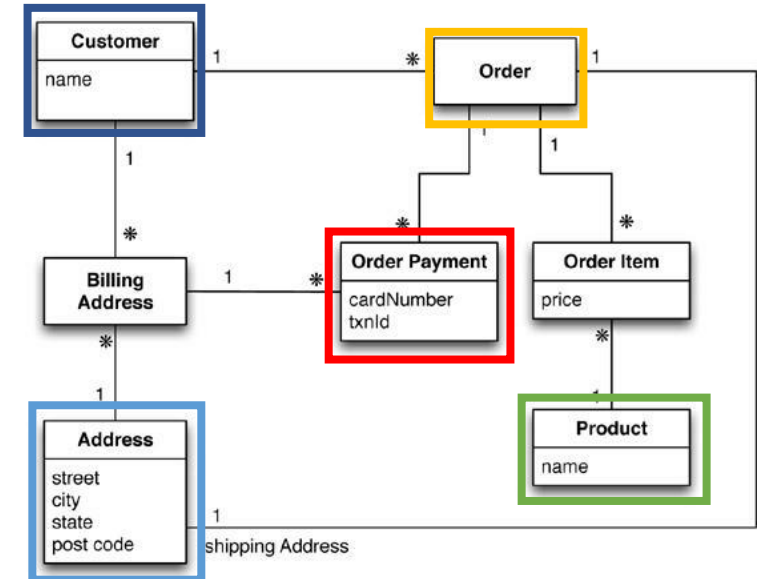 Customer
name
1
*
Order
1
1
1
1
*
*
*
Billing
Address
1
*
Order Payment
cardNumber
txnId
Order Item
price
*
*
1
1
Address
street
city
state
post code
Product
name
1
shipping Address